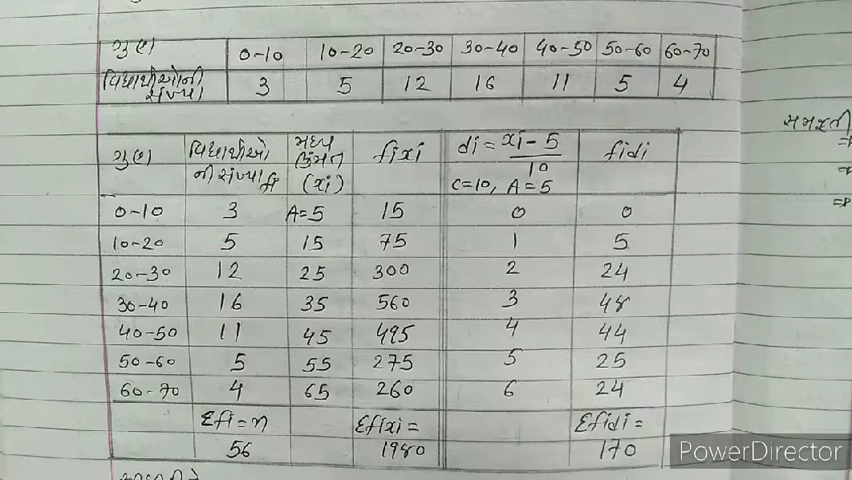 ગુણ 0-10 10-20 20-30 30-40 40-50 50-60 60-70
વિદ્યાર્થીઓની સંખ્યા 3 5 12 16 11 5 4
ગુણ વિદ્યાર્થીઓની સંખ્યા fi મધ્ય કિંમત (xi) fixi di = xi - 5 / 10 C=10, A=5 fidi
0-10 3 A=5 15 0 0
10-20 5 15 75 1 5
20-30 12 25 300 2 24
30-40 16 35 560 3 48
40-50 11 45 495 4 44
50-60 5 55 275 5 25
60-70 4 65 260 6 24
Σfi = n 56 Σfixi = 1980 Σfidi = 170
PowerDirector